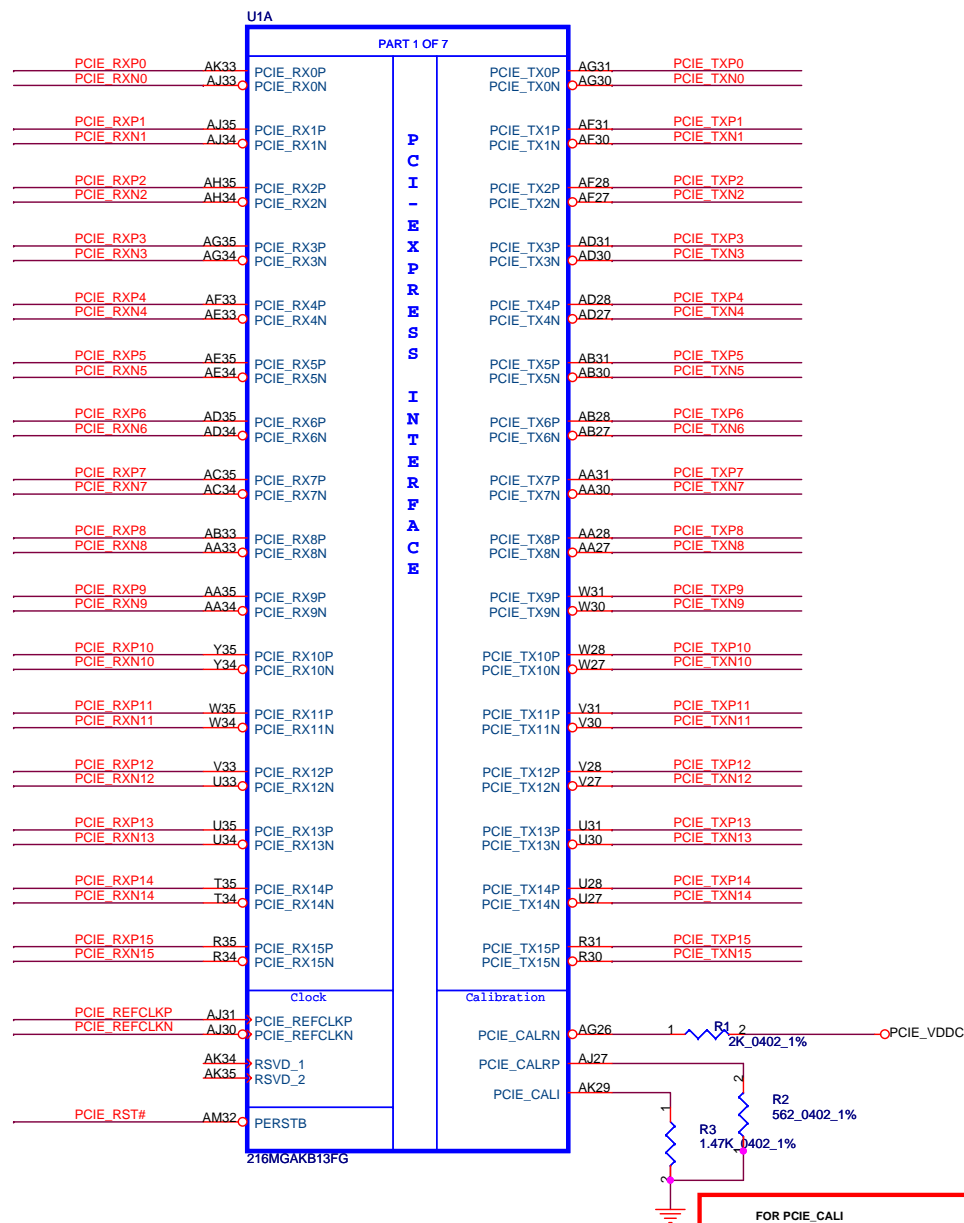 U1A
PART 1 OF 7
PCIE_RXP0 AK33 PCIE_RX0P PCIE_TX0P AG31 PCIE_TXP0
PCIE_RXN0 AJ33 PCIE_RX0N PCIE_TX0N AG30 PCIE_TXN0
PCIE_RXP1 AJ35 PCIE_RX1P PCIE_TX1P AF31 PCIE_TXP1
PCIE_RXN1 AJ34 PCIE_RX1N PCIE_TX1N AF30 PCIE_TXN1
PCIE_RXP2 AH35 PCIE_RX2P PCIE_TX2P AF28 PCIE_TXP2
PCIE_RXN2 AH34 PCIE_RX2N PCIE_TX2N AF27 PCIE_TXN2
PCIE_RXP3 AG35 PCIE_RX3P PCIE_TX3P AD31 PCIE_TXP3
PCIE_RXN3 AG34 PCIE_RX3N PCIE_TX3N AD30 PCIE_TXN3
PCIE_RXP4 AF33 PCIE_RX4P PCIE_TX4P AD28 PCIE_TXP4
PCIE_RXN4 AE33 PCIE_RX4N PCIE_TX4N AD27 PCIE_TXN4
PCIE_RXP5 AE35 PCIE_RX5P PCIE_TX5P AB31 PCIE_TXP5
PCIE_RXN5 AE34 PCIE_RX5N PCIE_TX5N AB30 PCIE_TXN5
PCIE_RXP6 AD35 PCIE_RX6P PCIE_TX6P AB28 PCIE_TXP6
PCIE_RXN6 AD34 PCIE_RX6N PCIE_TX6N AB27 PCIE_TXN6
PCIE_RXP7 AC35 PCIE_RX7P PCIE_TX7P AA31 PCIE_TXP7
PCIE_RXN7 AC34 PCIE_RX7N PCIE_TX7N AA30 PCIE_TXN7
PCIE_RXP8 AB33 PCIE_RX8P PCIE_TX8P AA28 PCIE_TXP8
PCIE_RXN8 AA33 PCIE_RX8N PCIE_TX8N AA27 PCIE_TXN8
PCIE_RXP9 AA35 PCIE_RX9P PCIE_TX9P W31 PCIE_TXP9
PCIE_RXN9 AA34 PCIE_RX9N PCIE_TX9N W30 PCIE_TXN9
PCIE_RXP10 Y35 PCIE_RX10P PCIE_TX10P W28 PCIE_TXP10
PCIE_RXN10 Y34 PCIE_RX10N PCIE_TX10N W27 PCIE_TXN10
PCIE_RXP11 W35 PCIE_RX11P PCIE_TX11P V31 PCIE_TXP11
PCIE_RXN11 W34 PCIE_RX11N PCIE_TX11N V30 PCIE_TXN11
PCIE_RXP12 V33 PCIE_RX12P PCIE_TX12P V28 PCIE_TXP12
PCIE_RXN12 U33 PCIE_RX12N PCIE_TX12N V27 PCIE_TXN12
PCIE_RXP13 U35 PCIE_RX13P PCIE_TX13P U31 PCIE_TXP13
PCIE_RXN13 U34 PCIE_RX13N PCIE_TX13N U30 PCIE_TXN13
PCIE_RXP14 T35 PCIE_RX14P PCIE_TX14P U28 PCIE_TXP14
PCIE_RXN14 T34 PCIE_RX14N PCIE_TX14N U27 PCIE_TXN14
PCIE_RXP15 R35 PCIE_RX15P PCIE_TX15P R31 PCIE_TXP15
PCIE_RXN15 R34 PCIE_RX15N PCIE_TX15N R30 PCIE_TXN15
PCI-EXPRESS INTERFACE
Clock
Calibration
PCIE_REFCLKP AJ31 PCIE_REFCLKP
PCIE_REFCLKN AJ30 PCIE_REFCLKN
PCIE_CALRN AG26 1 R1 2 PCIE_VDDC
2K_0402_1%
AK34 RSVD_1
AK35 RSVD_2
PCIE_CALRP AJ27
PCIE_CALI AK29
2
R2
562_0402_1%
1
1
R3
1.47K_0402_1%
2
PCIE_RST# AM32 PERSTB
216MGAKB13FG
FOR PCIE_CALI